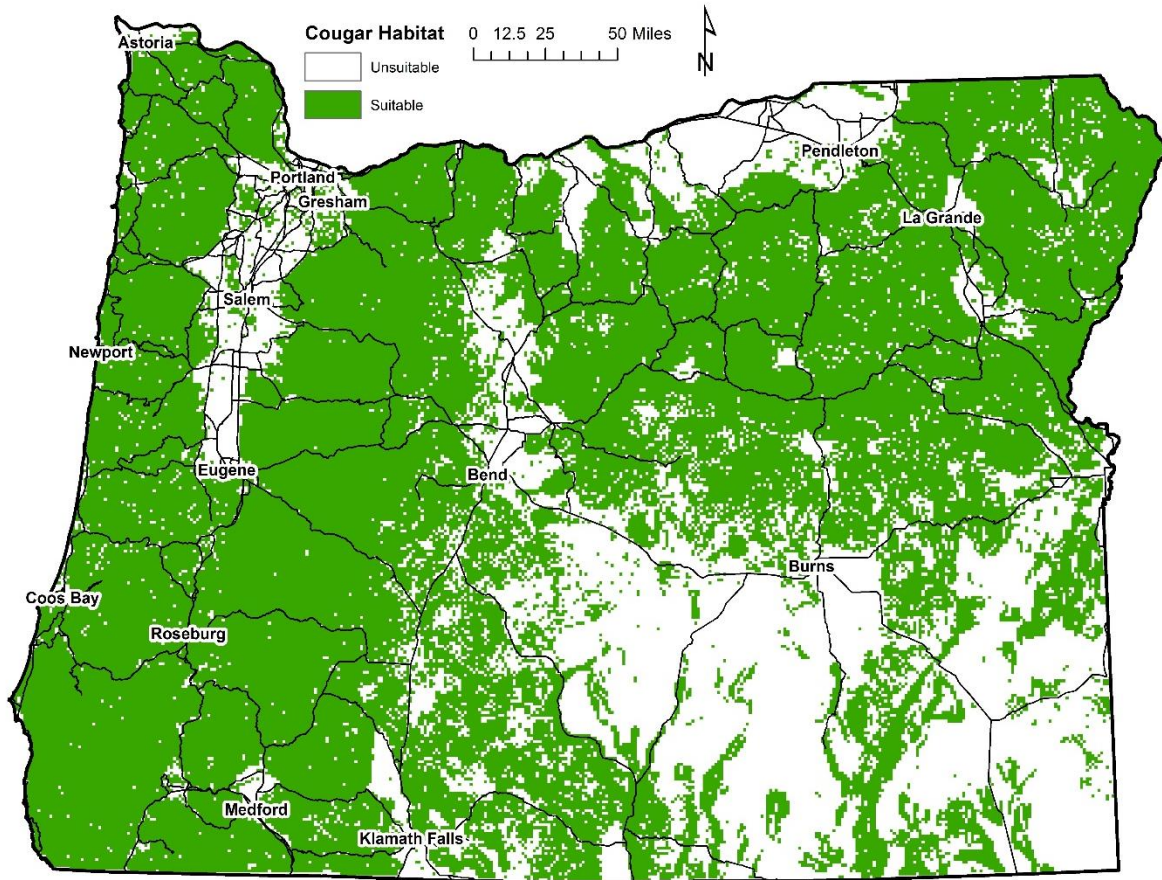 Astoria
Cougar Habitat
Unsuitable
Suitable
0 12.5 25 50 Miles
N
Pendleton
Portland
Gresham
La Grande
Salem
Newport
Eugene
Bend
Burns
Coos Bay
Roseburg
Medford
Klamath Falls